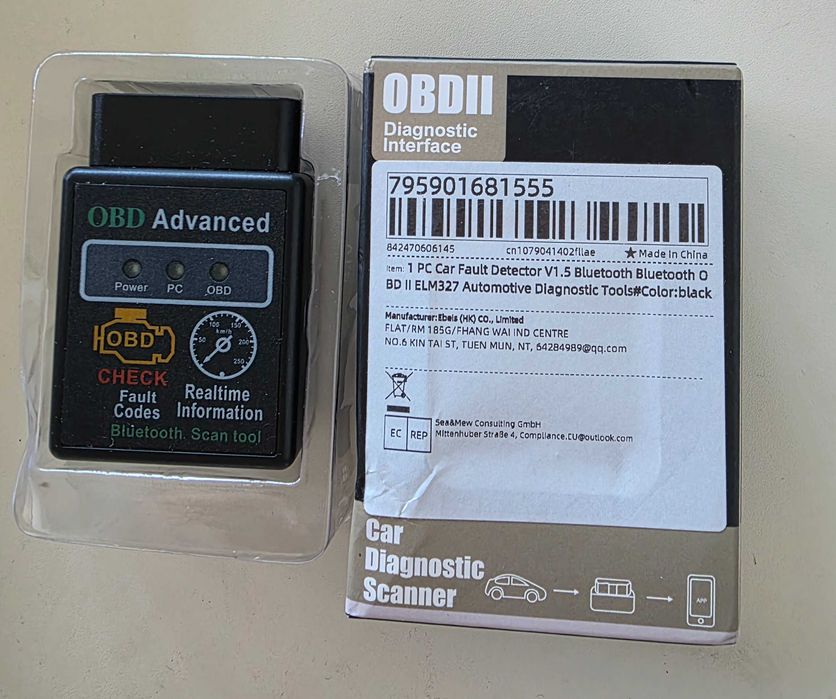 OBD Advanced
Power PC OBD
OBD
50 100 150 200 250
km/h
CHECK
Fault
Codes
Realtime
Information
Bluetooth. Scan tool
OBDII
Diagnostic
Interface
795901681555
842470606145 cn1079041402fllae ★Made in China
Item: 1 PC Car Fault Detector V1.5 Bluetooth Bluetooth O
BD II ELM327 Automotive Diagnostic Tools#Color:black
Manufacturer:Ebels (HK) CO., Limited
FLAT/RM 185G/FHANG WAI IND CENTRE
NO.6 KIN TAI ST, TUEN MUN, NT, 64284989@qq.com
EC REP
Sea&Mew Consulting GmbH
Mittenhuber Straße 4, Compliance.EU@outlook.com
Car
Diagnostic
Scanner
APP